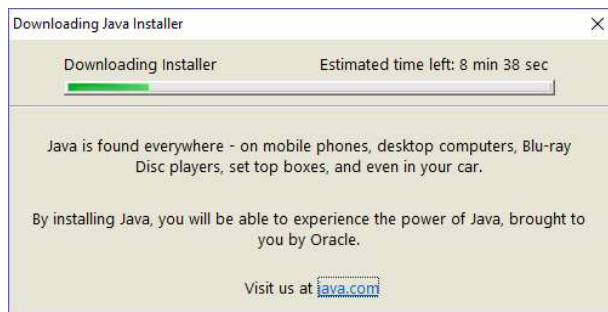 Downloading Java Installer
Downloading Installer Estimated time left: 8 min 38 sec
Java is found everywhere - on mobile phones, desktop computers, Blu-ray
Disc players, set top boxes, and even in your car.
By installing Java, you will be able to experience the power of Java, brought to
you by Oracle.
Visit us at java.com